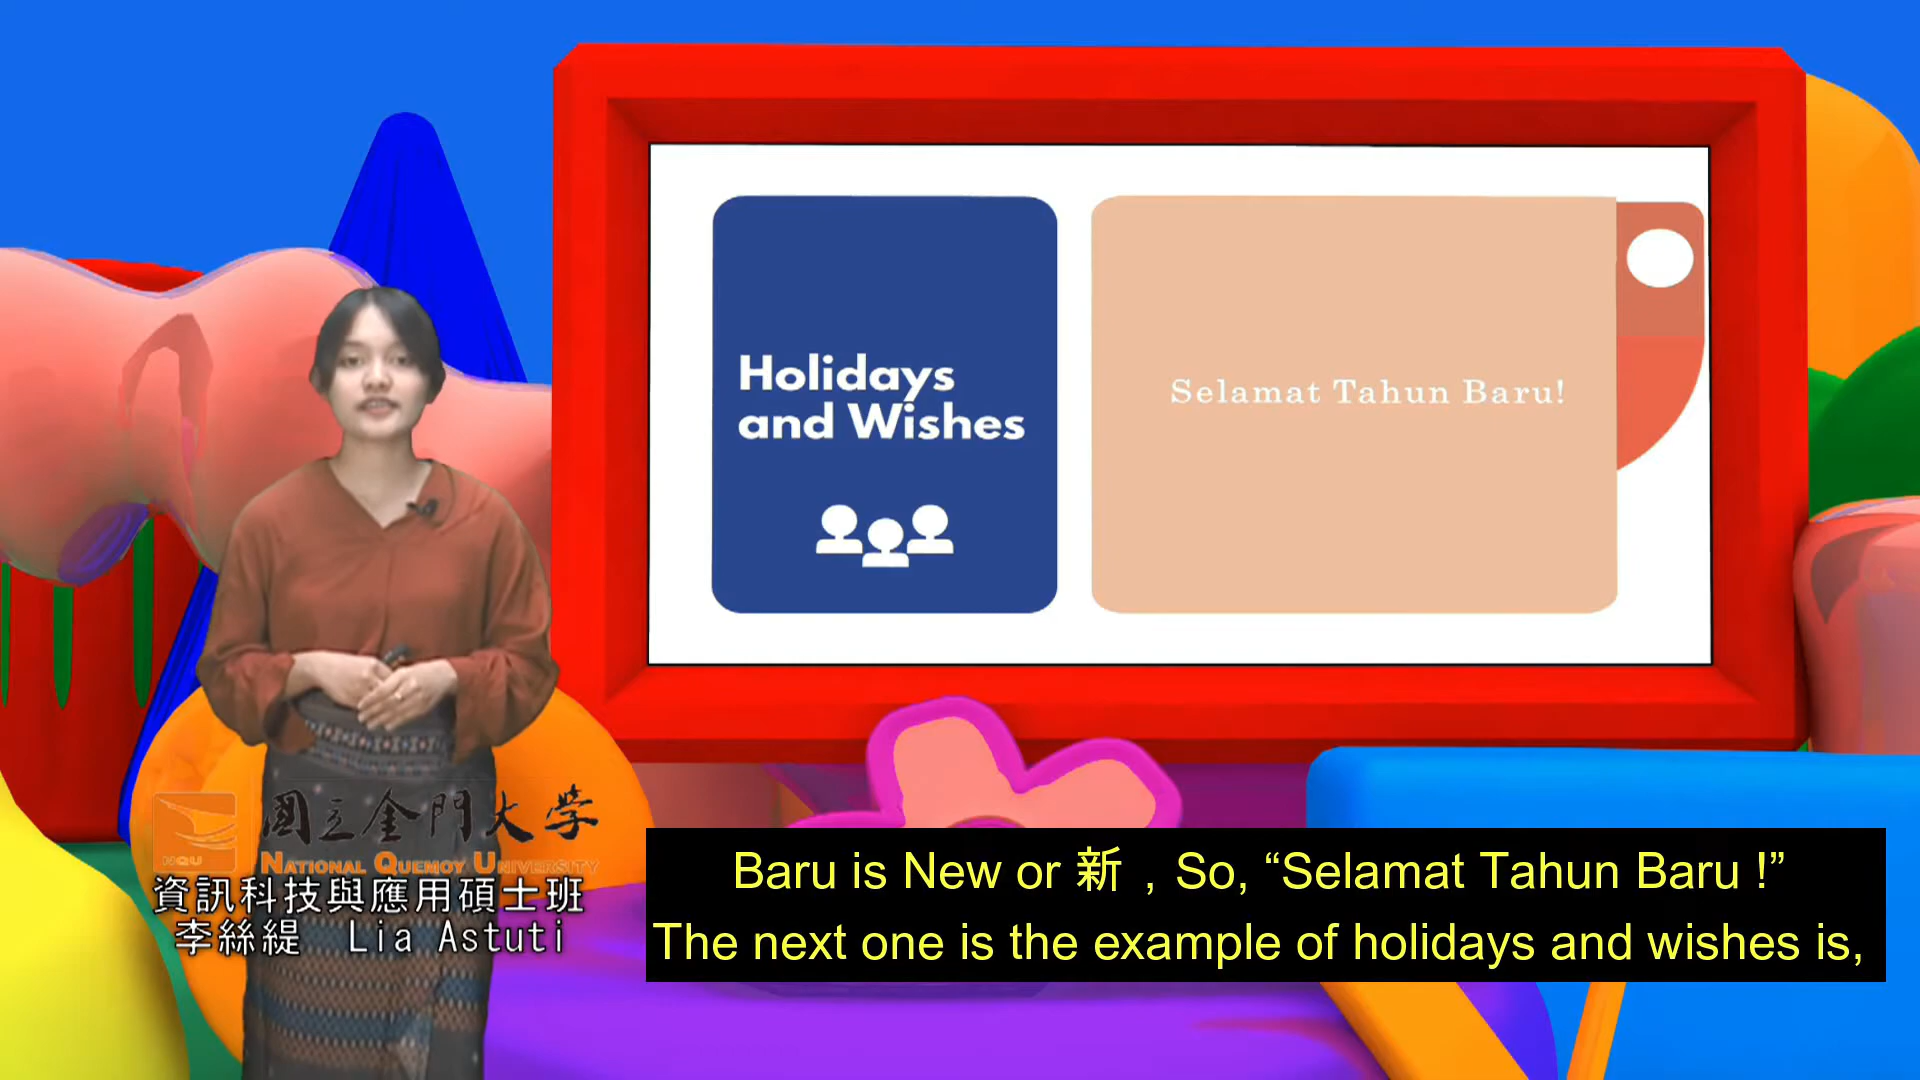 Holidays
and Wishes
Selamat Tahun Baru!
NQU
國立金門大學
NATIONAL QUEMOY UNIVERSITY
資訊科技與應用碩士班
李絲緹 Lia Astuti
Baru is New or 新 , So, “Selamat Tahun Baru !”
The next one is the example of holidays and wishes is,